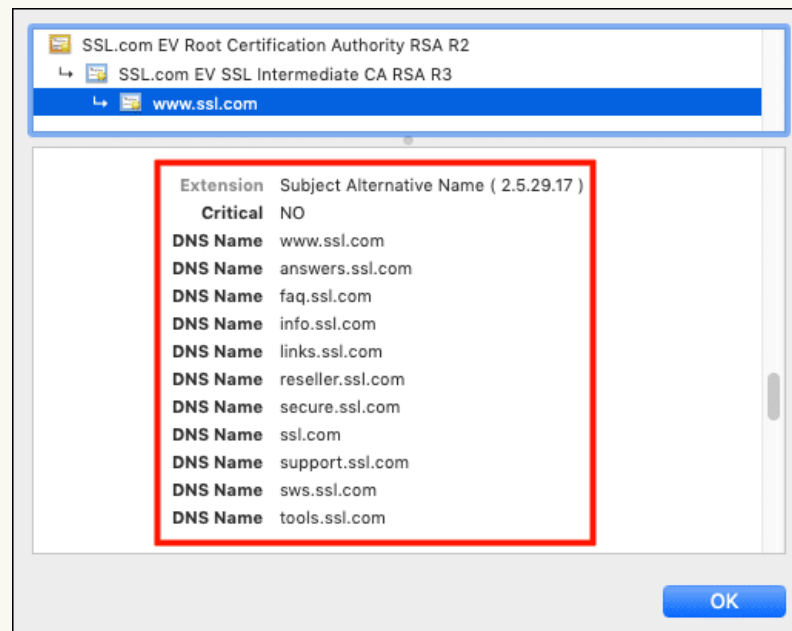 SSL.com EV Root Certification Authority RSA R2
↳ SSL.com EV SSL Intermediate CA RSA R3
↳ www.ssl.com
Extension Subject Alternative Name ( 2.5.29.17 )
Critical NO
DNS Name www.ssl.com
DNS Name answers.ssl.com
DNS Name faq.ssl.com
DNS Name info.ssl.com
DNS Name links.ssl.com
DNS Name reseller.ssl.com
DNS Name secure.ssl.com
DNS Name ssl.com
DNS Name support.ssl.com
DNS Name sws.ssl.com
DNS Name tools.ssl.com
OK